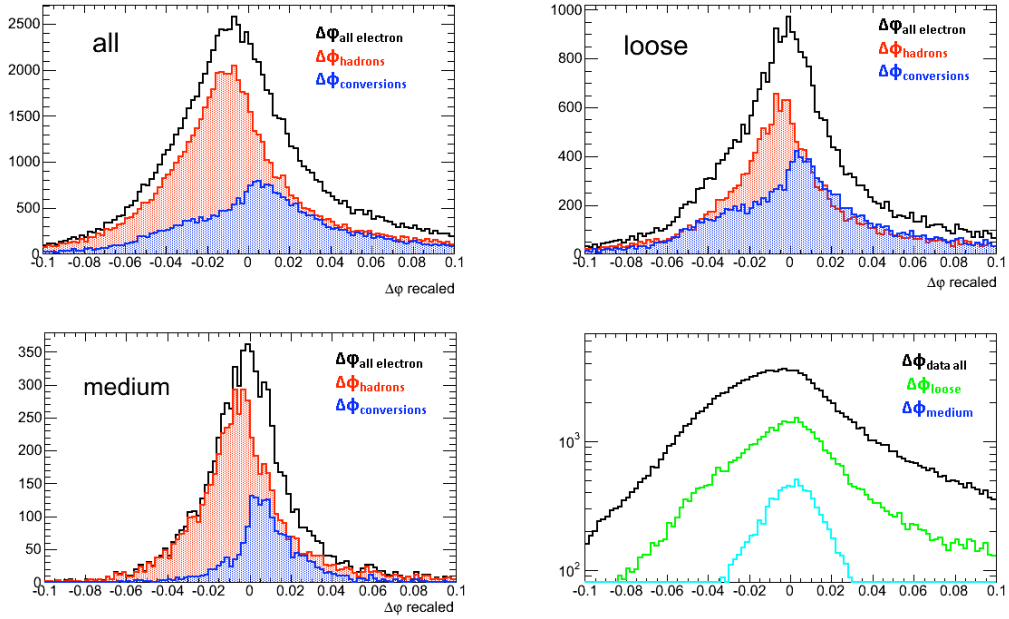 all
Δφall electron
Δφhadrons
Δφconversions
2500
2000
1500
1000
500
0
-0.1 -0.08 -0.06 -0.04 -0.02 0 0.02 0.04 0.06 0.08 0.1
Δφ recaled
loose
Δφall electron
Δφhadrons
Δφconversions
1000
800
600
400
200
0
-0.1 -0.08 -0.06 -0.04 -0.02 0 0.02 0.04 0.06 0.08 0.1
Δφ recaled
medium
Δφall electron
Δφhadrons
Δφconversions
350
300
250
200
150
100
50
0
-0.1 -0.08 -0.06 -0.04 -0.02 0 0.02 0.04 0.06 0.08 0.1
Δφ recaled
Δφdata all
Δφloose
Δφmedium
10³
10²
-0.1 -0.08 -0.06 -0.04 -0.02 0 0.02 0.04 0.06 0.08 0.1